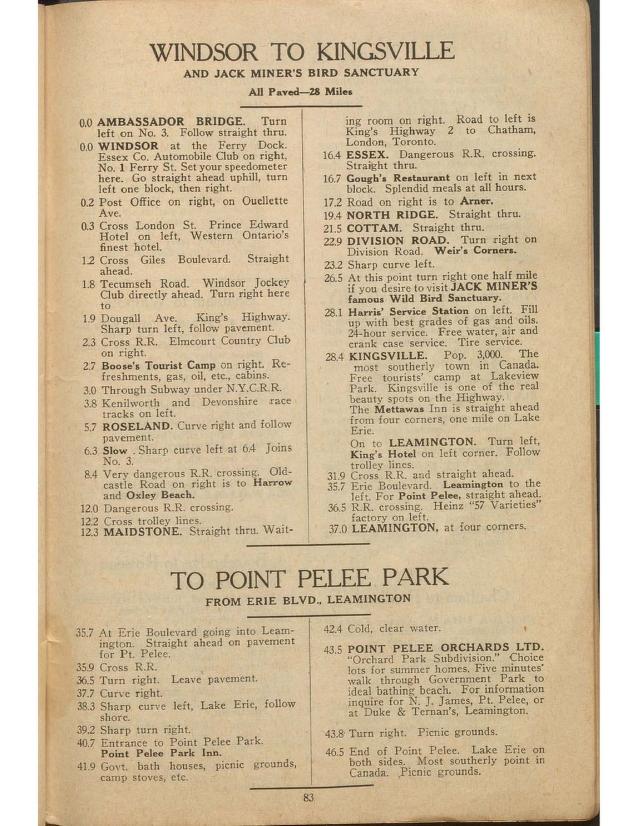 WINDSOR TO KINGSVILLE
AND JACK MINER'S BIRD SANCTUARY
All Paved—28 Miles
0.0 AMBASSADOR BRIDGE. Turn
left on No. 3. Follow straight thru.
0.0 WINDSOR at the Ferry Dock.
Essex Co. Automobile Club on right,
No. 1 Ferry St. Set your speedometer
here. Go straight ahead uphill, turn
left one block, then right.
0.2 Post Office on right, on Ouellette
Ave.
0.3 Cross London St. Prince Edward
Hotel on left, Western Ontario's
finest hotel.
1.2 Cross Giles Boulevard. Straight
ahead.
1.8 Tecumseh Road. Windsor Jockey
Club directly ahead. Turn right here
to
1.9 Dougall Ave. King's Highway.
Sharp turn left, follow pavement.
2.3 Cross R.R. Elmcourt Country Club
on right.
2.7 Boose's Tourist Camp on right. Re-
freshments, gas, oil, etc., cabins.
3.0 Through Subway under N.Y.C.R.R.
3.8 Kenilworth and Devonshire race
tracks on left.
5.7 ROSELAND. Curve right and follow
pavement.
6.3 Slow . Sharp curve left at 6.4 Joins
No. 3.
8.4 Very dangerous R.R. crossing. Old-
castle Road on right is to Harrow
and Oxley Beach.
12.0 Dangerous R.R. crossing.
12.2 Cross trolley lines.
12.3 MAIDSTONE. Straight thru. Wait-
ing room on right. Road to left is
King's Highway 2 to Chatham,
London, Toronto.
16.4 ESSEX. Dangerous R.R. crossing.
Straight thru.
16.7 Gough's Restaurant on left in next
block. Splendid meals at all hours.
17.2 Road on right is to Arner.
19.4 NORTH RIDGE. Straight thru.
21.5 COTTAM. Straight thru.
22.9 DIVISION ROAD. Turn right on
Division Road. Weir's Corners.
23.2 Sharp curve left.
26.5 At this point turn right one half mile
if you desire to visit JACK MINER'S
famous Wild Bird Sanctuary.
28.1 Harris' Service Station on left. Fill
up with best grades of gas and oils.
24-hour service. Free water, air and
crank case service. Tire service.
28.4 KINGSVILLE. Pop. 3,000. The
most southerly town in Canada.
Free tourists' camp at Lakeview
Park. Kingsville is one of the real
beauty spots on the Highway.
The Mettawas Inn is straight ahead
from four corners, one mile on Lake
Erie.
On to LEAMINGTON. Turn left,
King's Hotel on left corner. Follow
trolley lines.
31.9 Cross R.R. and straight ahead.
35.7 Erie Boulevard. Leamington to the
left. For Point Pelee, straight ahead.
36.5 R.R. crossing. Heinz "57 Varieties"
factory on left.
37.0 LEAMINGTON, at four corners.
TO POINT PELEE PARK
FROM ERIE BLVD., LEAMINGTON
35.7 At Erie Boulevard going into Leam-
ington. Straight ahead on pavement
for Pt. Pelee.
35.9 Cross R.R.
36.5 Turn right. Leave pavement.
37.7 Curve right.
38.3 Sharp curve left, Lake Erie, follow
shore.
39.2 Sharp turn right.
40.7 Entrance to Point Pelee Park.
Point Pelee Park Inn.
41.9 Govt. bath houses, picnic grounds,
camp stoves, etc.
42.4 Cold, clear water.
43.5 POINT PELEE ORCHARDS LTD.
"Orchard Park Subdivision." Choice
lots for summer homes. Five minutes'
walk through Government Park to
ideal bathing beach. For information
inquire for N. J. James, Pt. Pelee, or
at Duke & Ternan's, Leamington.
43.8 Turn right. Picnic grounds.
46.5 End of Point Pelee. Lake Erie on
both sides. Most southerly point in
Canada. Picnic grounds.
83